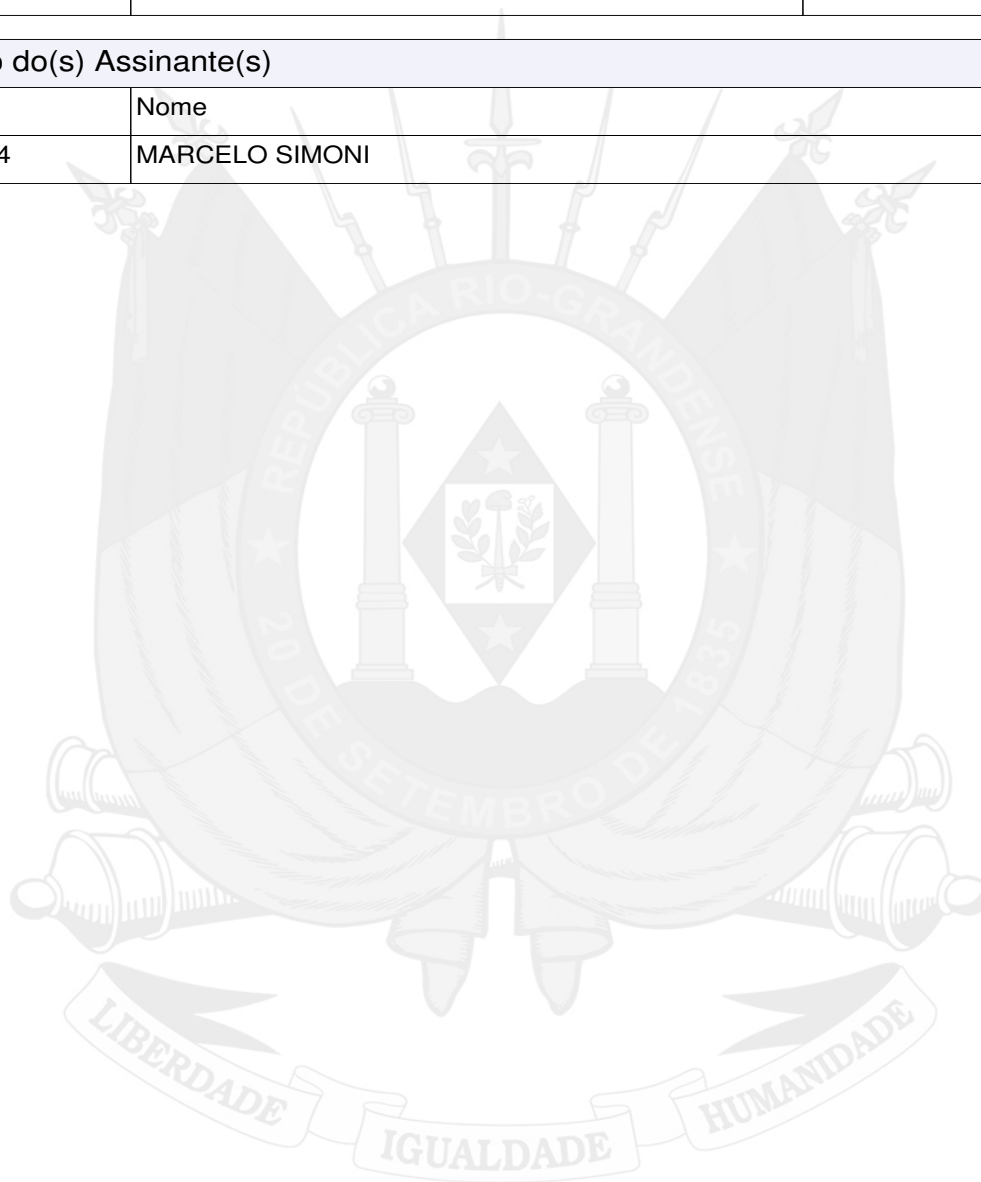 o do(s) Assinante(s)
Nome
4 MARCELO SIMONI
REPÚBLICA RIO-GRANDENSE
★ 20 DE SETEMBRO DE 1835 ★
LIBERDADE IGUALDADE HUMANIDADE